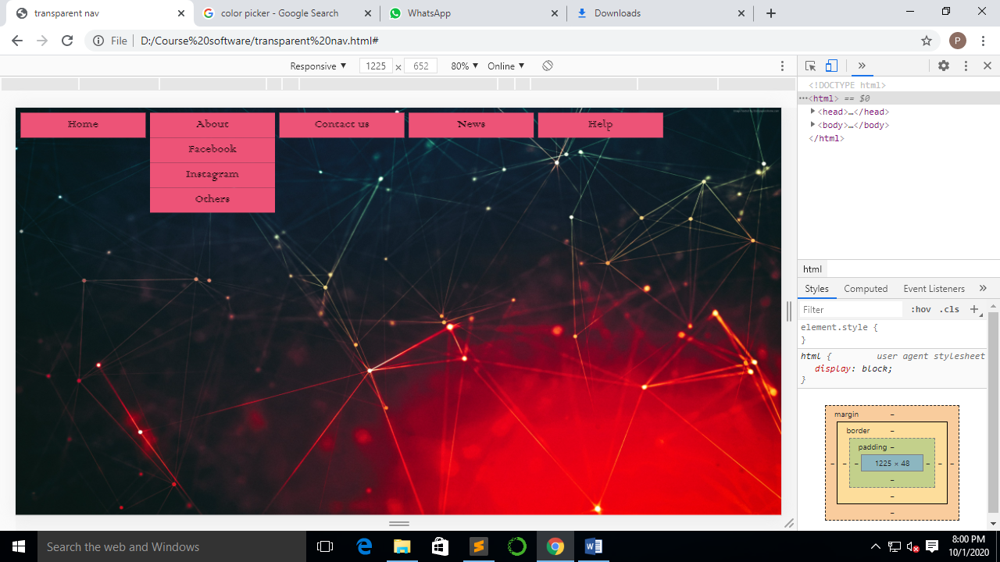 transparent nav
color picker - Google Search
WhatsApp
Downloads
File
D:/Course%20software/transparent%20nav.html#
P
Responsive ▼ 1225 × 652 80% ▼ Online ▼
<!DOCTYPE html>
···<html> == $0
▶<head>…</head>
▶<body>…</body>
</html>
Home About Contact us News Help
Facebook
Instagram
Others
html
Styles Computed Event Listeners »
Filter :hov .cls +
element.style {
}
html { user agent stylesheet
display: block;
}
margin –
border –
padding –
– – – 1225 × 48 – – –
–
–
–
Search the web and Windows
8:00 PM
10/1/2020